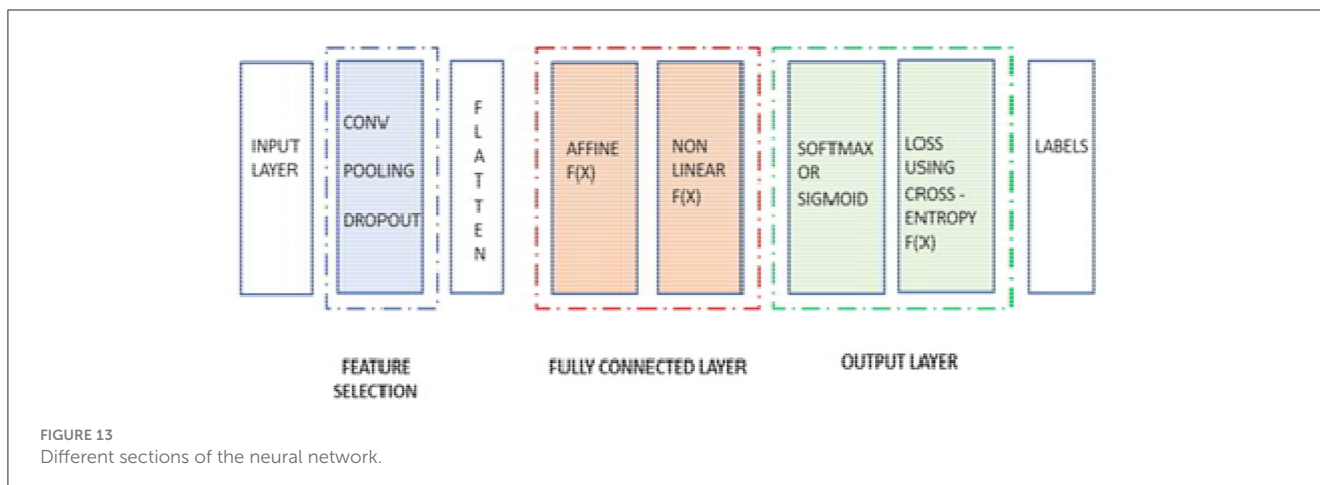 INPUT
LAYER
CONV
POOLING
DROPOUT
F
L
A
T
T
E
N
AFFINE
F(X)
NON
LINEAR
F(X)
SOFTMAX
OR
SIGMOID
LOSS
USING
CROSS -
ENTROPY
F(X)
LABELS
FEATURE
SELECTION
FULLY CONNECTED LAYER
OUTPUT LAYER
FIGURE 13
Different sections of the neural network.